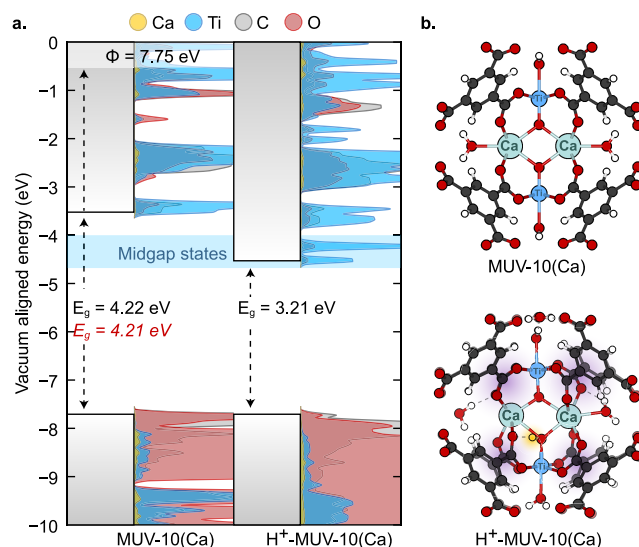 a.
Ca Ti C O
b.
Φ = 7.75 eV
Midgap states
E_g = 4.22 eV
E_g = 4.21 eV
E_g = 3.21 eV
Vacuum aligned energy (eV)
0
−1
−2
−3
−4
−5
−6
−7
−8
−9
−10
MUV-10(Ca)
H⁺-MUV-10(Ca)
Ti
Ca Ca
Ti
MUV-10(Ca)
Ti
Ca Ca
Ti
H⁺-MUV-10(Ca)